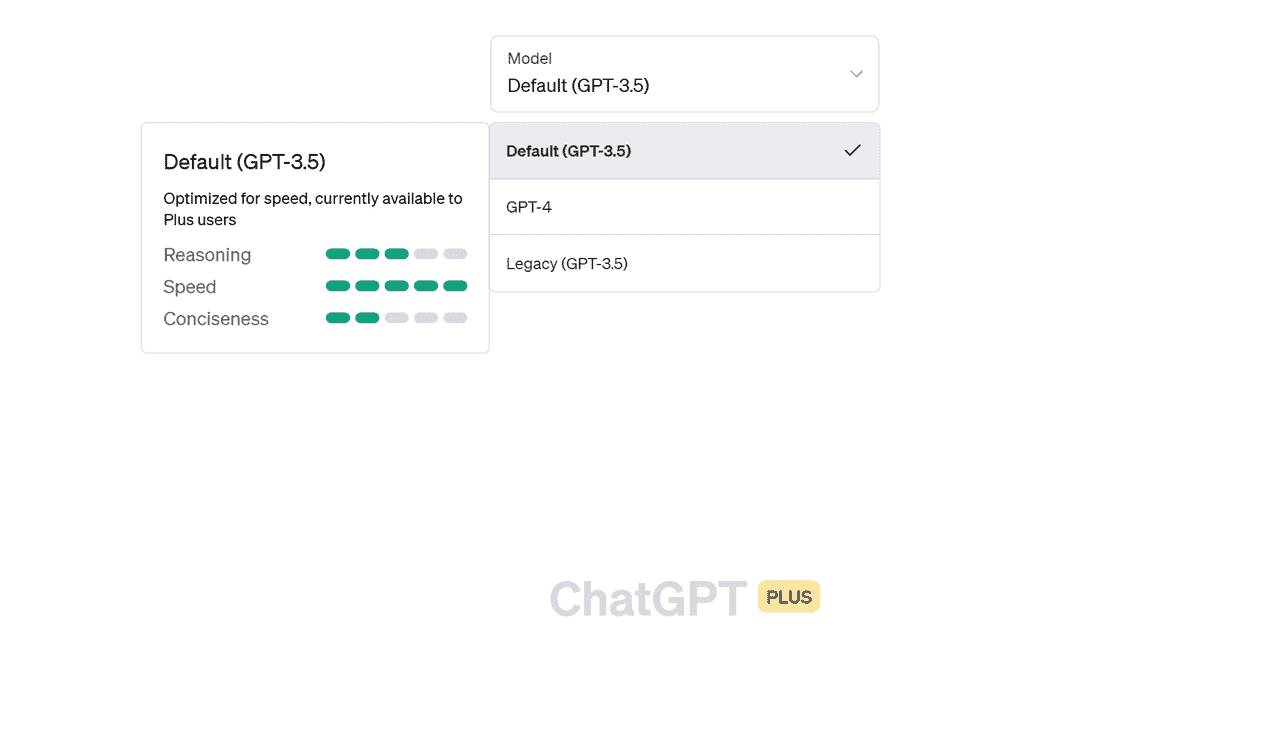 Model
Default (GPT-3.5)
Default (GPT-3.5)
Optimized for speed, currently available to
Plus users
Reasoning
Speed
Conciseness
Default (GPT-3.5)
GPT-4
Legacy (GPT-3.5)
ChatGPT PLUS